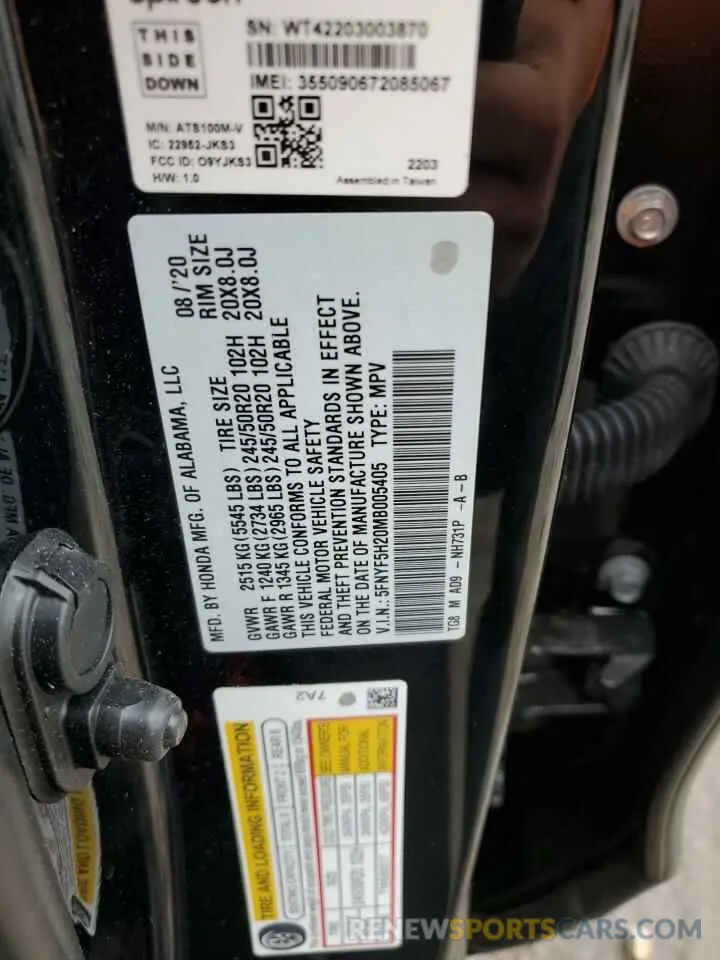 SN: WT42203003870
THIS
SIDE
DOWN
IMEI: 355090672085067
M/N: ATS100M-V
IC: 22952-JKS3
FCC ID: O9YJKS3
H/W: 1.0
2203
Assembled in Taiwan
MFD. BY HONDA MFG. OF ALABAMA, LLC 08/'20
TIRE SIZE RIM SIZE
GVWR 2515 KG (5545 LBS)
GAWR F 1240 KG (2734 LBS) 245/50R20 102H 20X8.0J
GAWR R 1345 KG (2965 LBS) 245/50R20 102H 20X8.0J
THIS VEHICLE CONFORMS TO ALL APPLICABLE
FEDERAL MOTOR VEHICLE SAFETY
AND THEFT PREVENTION STANDARDS IN EFFECT
ON THE DATE OF MANUFACTURE SHOWN ABOVE.
V.I.N.: 5FNYF5H20MB005405 TYPE: MPV
TG8 M AD9 - NH731P -A-B
7A2
TIRE AND LOADING INFORMATION
RENEWSPORTCARS.COM